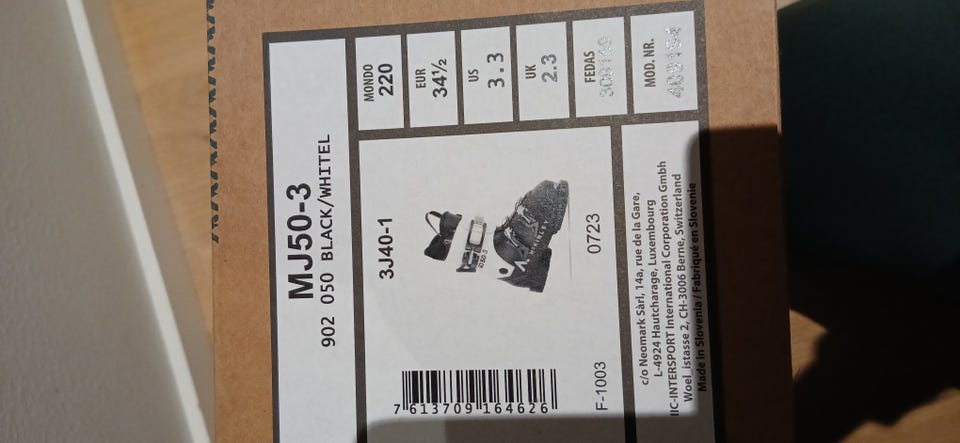 MJ50-3
902 050 BLACK/WHITEL
3J40-1
MONDO
220
EUR
34½
US
3.3
UK
2.3
FEDAS
MOD. NR.
0723
7 613709 164626
F-1003
c/o Neomark Sàrl, 14a, rue de la Gare,
L-4924 Hautcharage, Luxembourg
IIC-INTERSPORT International Corporation Gmbh
2, CH-3006 Berne, Switzerland
Made in Slovenia / Fabriqué en Slovenie